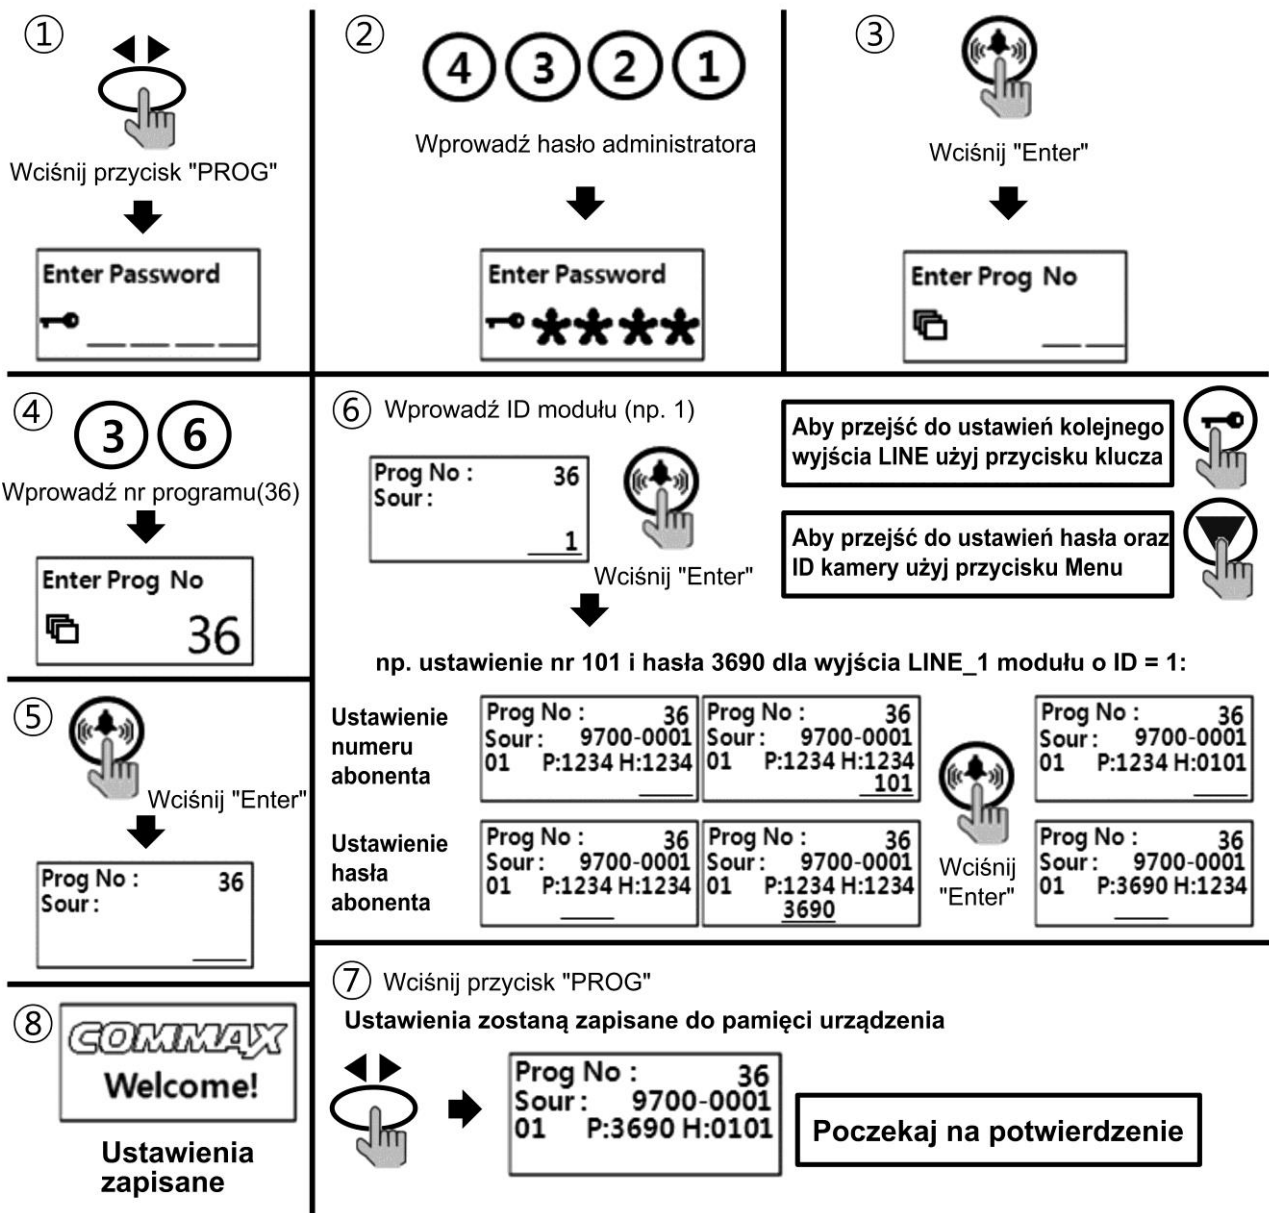 ①
Wciśnij przycisk "PROG"
Enter Password
②
4 3 2 1
Wprowadź hasło administratora
Enter Password
③
Wciśnij "Enter"
Enter Prog No
④
3 6
Wprowadź nr programu(36)
Enter Prog No
36
⑤
Wciśnij "Enter"
Prog No : 36
Sour :
⑥ Wprowadź ID modułu (np. 1)
Prog No : 36
Sour :
1
Wciśnij "Enter"
Aby przejść do ustawień kolejnego
wyjścia LINE użyj przycisku klucza
Aby przejść do ustawień hasła oraz
ID kamery użyj przycisku Menu
np. ustawienie nr 101 i hasła 3690 dla wyjścia LINE_1 modułu o ID = 1:
Ustawienie
numeru
abonenta
Prog No : 36
Sour : 9700-0001
01 P:1234 H:1234
Prog No : 36
Sour : 9700-0001
01 P:1234 H:1234
101
Prog No : 36
Sour : 9700-0001
01 P:1234 H:0101
Ustawienie
hasła
abonenta
Prog No : 36
Sour : 9700-0001
01 P:1234 H:1234
Prog No : 36
Sour : 9700-0001
01 P:1234 H:1234
3690
Wciśnij
"Enter"
Prog No : 36
Sour : 9700-0001
01 P:3690 H:1234
⑦ Wciśnij przycisk "PROG"
Ustawienia zostaną zapisane do pamięci urządzenia
Prog No : 36
Sour : 9700-0001
01 P:3690 H:0101
Poczekaj na potwierdzenie
⑧
COMMAX
Welcome!
Ustawienia
zapisane